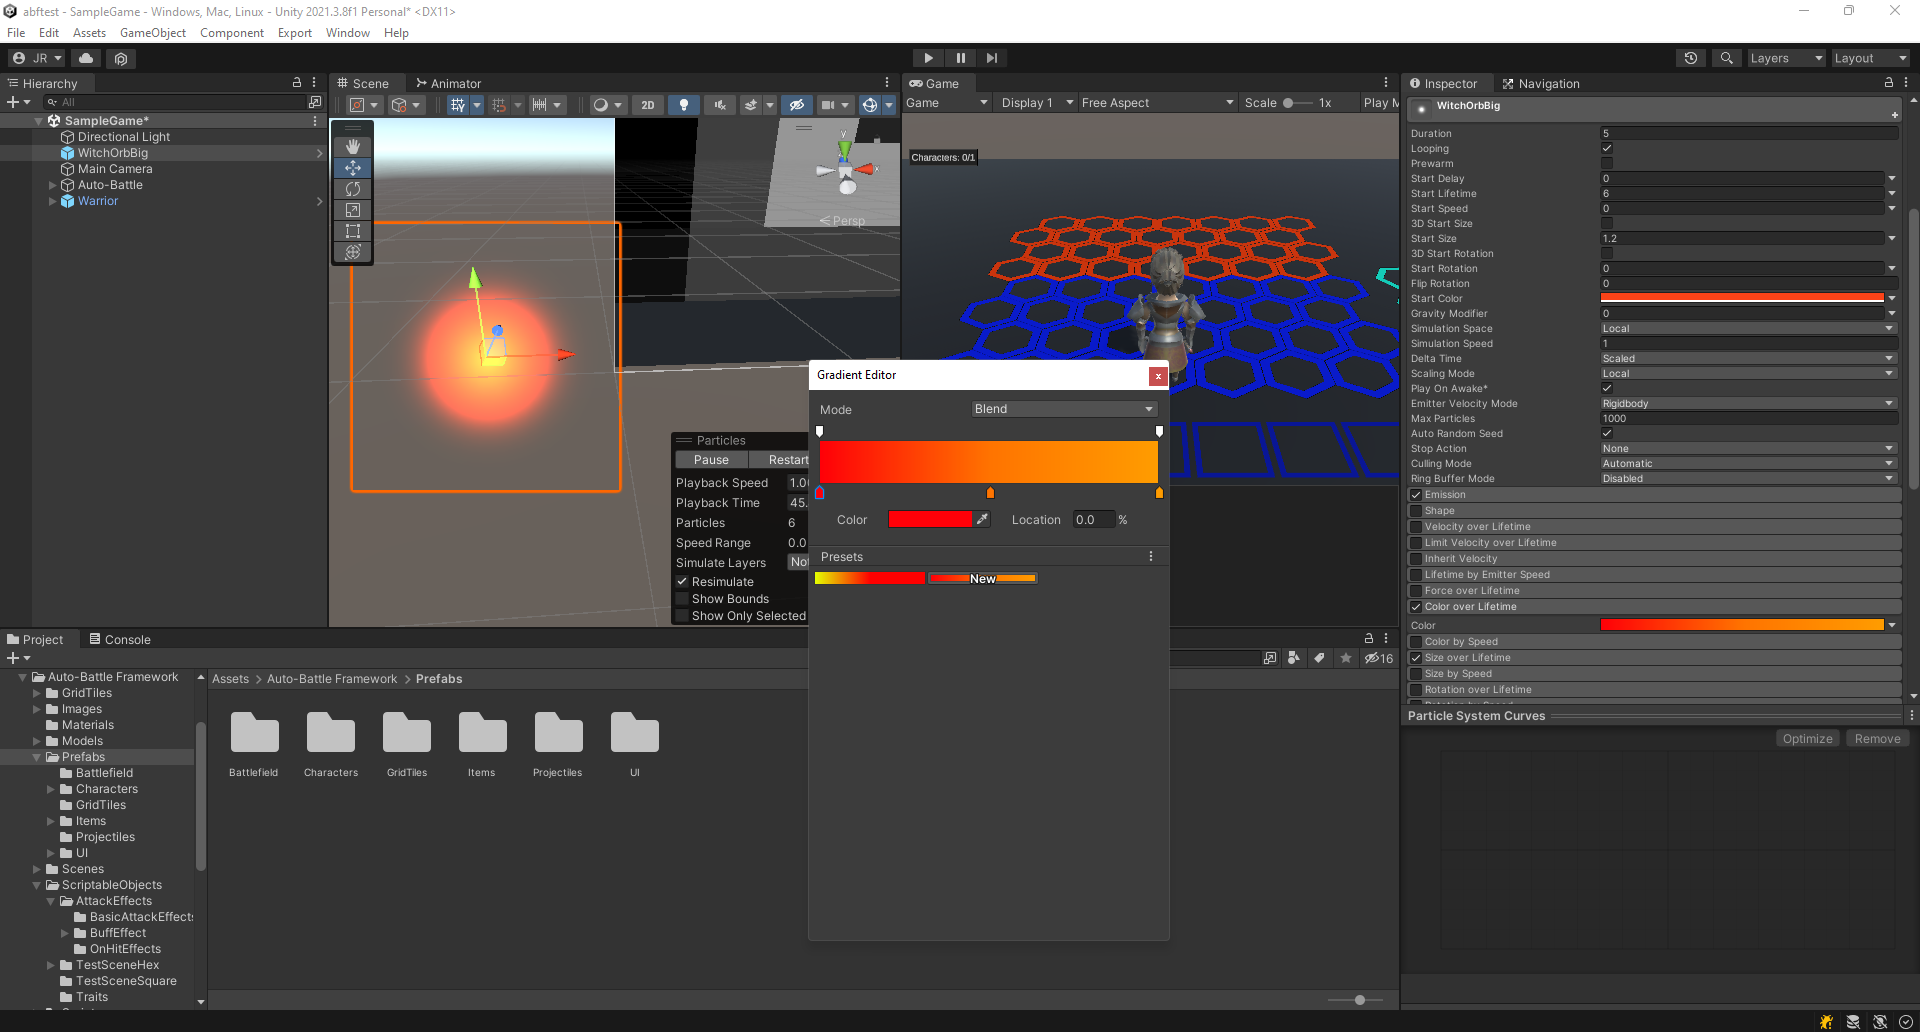 abftest - SampleGame - Windows, Mac, Linux - Unity 2021.3.8f1 Personal* <DX11>
File Edit Assets GameObject Component Export Window Help
JR
Layers
Layout
Hierarchy
All
SampleGame*
Directional Light
WitchOrbBig
Main Camera
Auto-Battle
Warrior
Scene
Animator
2D
y
x
Persp
Particles
Pause
Restart
Playback Speed 1.0
Playback Time 45.
Particles 6
Speed Range 0.0
Simulate Layers
Resimulate
Show Bounds
Show Only Selected
Game
Game
Display 1
Free Aspect
Scale 1x
Play M
Characters: 0/1
Gradient Editor
x
Mode Blend
Color
Location 0.0 %
Presets
New
Inspector
Navigation
WitchOrbBig
Duration 5
Looping
Prewarm
Start Delay 0
Start Lifetime 6
Start Speed 0
3D Start Size
Start Size 1.2
3D Start Rotation
Start Rotation 0
Flip Rotation 0
Start Color
Gravity Modifier 0
Simulation Space Local
Simulation Speed 1
Delta Time Scaled
Scaling Mode Local
Play On Awake*
Emitter Velocity Mode Rigidbody
Max Particles 1000
Auto Random Seed
Stop Action None
Culling Mode Automatic
Ring Buffer Mode Disabled
Emission
Shape
Velocity over Lifetime
Limit Velocity over Lifetime
Inherit Velocity
Lifetime by Emitter Speed
Force over Lifetime
Color over Lifetime
Color
Color by Speed
Size over Lifetime
Size by Speed
Rotation over Lifetime
Particle System Curves
Optimize Remove
Project
Console
16
Auto-Battle Framework
GridTiles
Images
Materials
Models
Prefabs
Battlefield
Characters
GridTiles
Items
Projectiles
UI
Scenes
ScriptableObjects
AttackEffects
BasicAttackEffects
BuffEffect
OnHitEffects
TestSceneHex
TestSceneSquare
Traits
Assets > Auto-Battle Framework > Prefabs
Battlefield
Characters
GridTiles
Items
Projectiles
UI